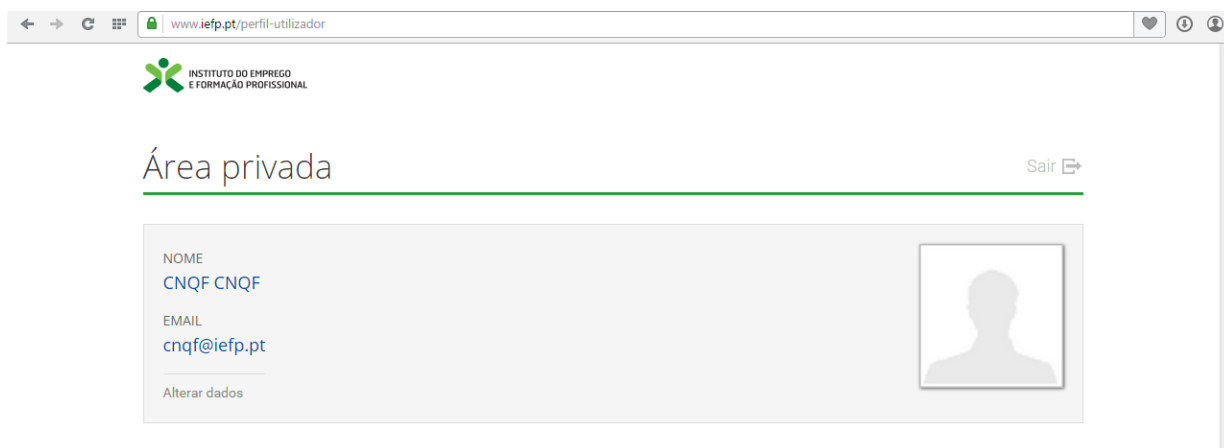 www.iefp.pt/perfil-utilizador
INSTITUTO DO EMPREGO
E FORMAÇÃO PROFISSIONAL
Área privada
Sair
NOME
CNQF CNQF
EMAIL
cnqf@iefp.pt
Alterar dados